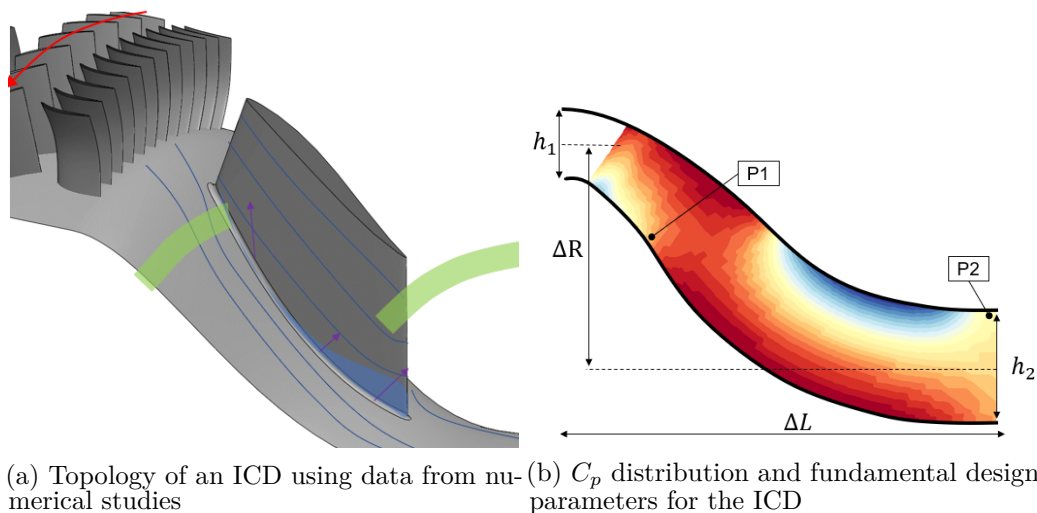 h₁
P1
ΔR
P2
h₂
ΔL
(a) Topology of an ICD using data from nu-
merical studies
(b) Cₚ distribution and fundamental design
parameters for the ICD